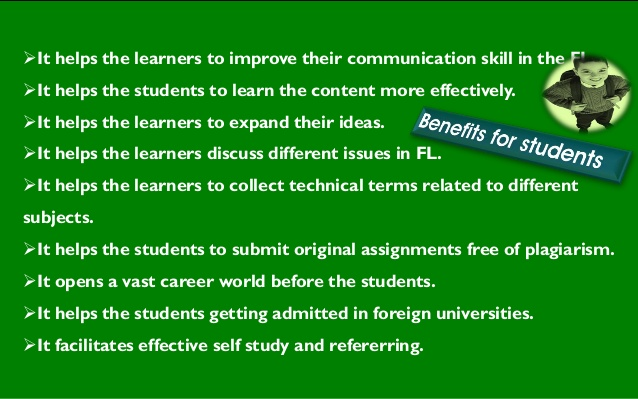 ➢It helps the learners to improve their communication skill in the FL
➢It helps the students to learn the content more effectively.
➢It helps the learners to expand their ideas.
Benefits for students
➢It helps the learners discuss different issues in FL.
➢It helps the learners to collect technical terms related to different
subjects.
➢It helps the students to submit original assignments free of plagiarism.
➢It opens a vast career world before the students.
➢It helps the students getting admitted in foreign universities.
➢It facilitates effective self study and refererring.